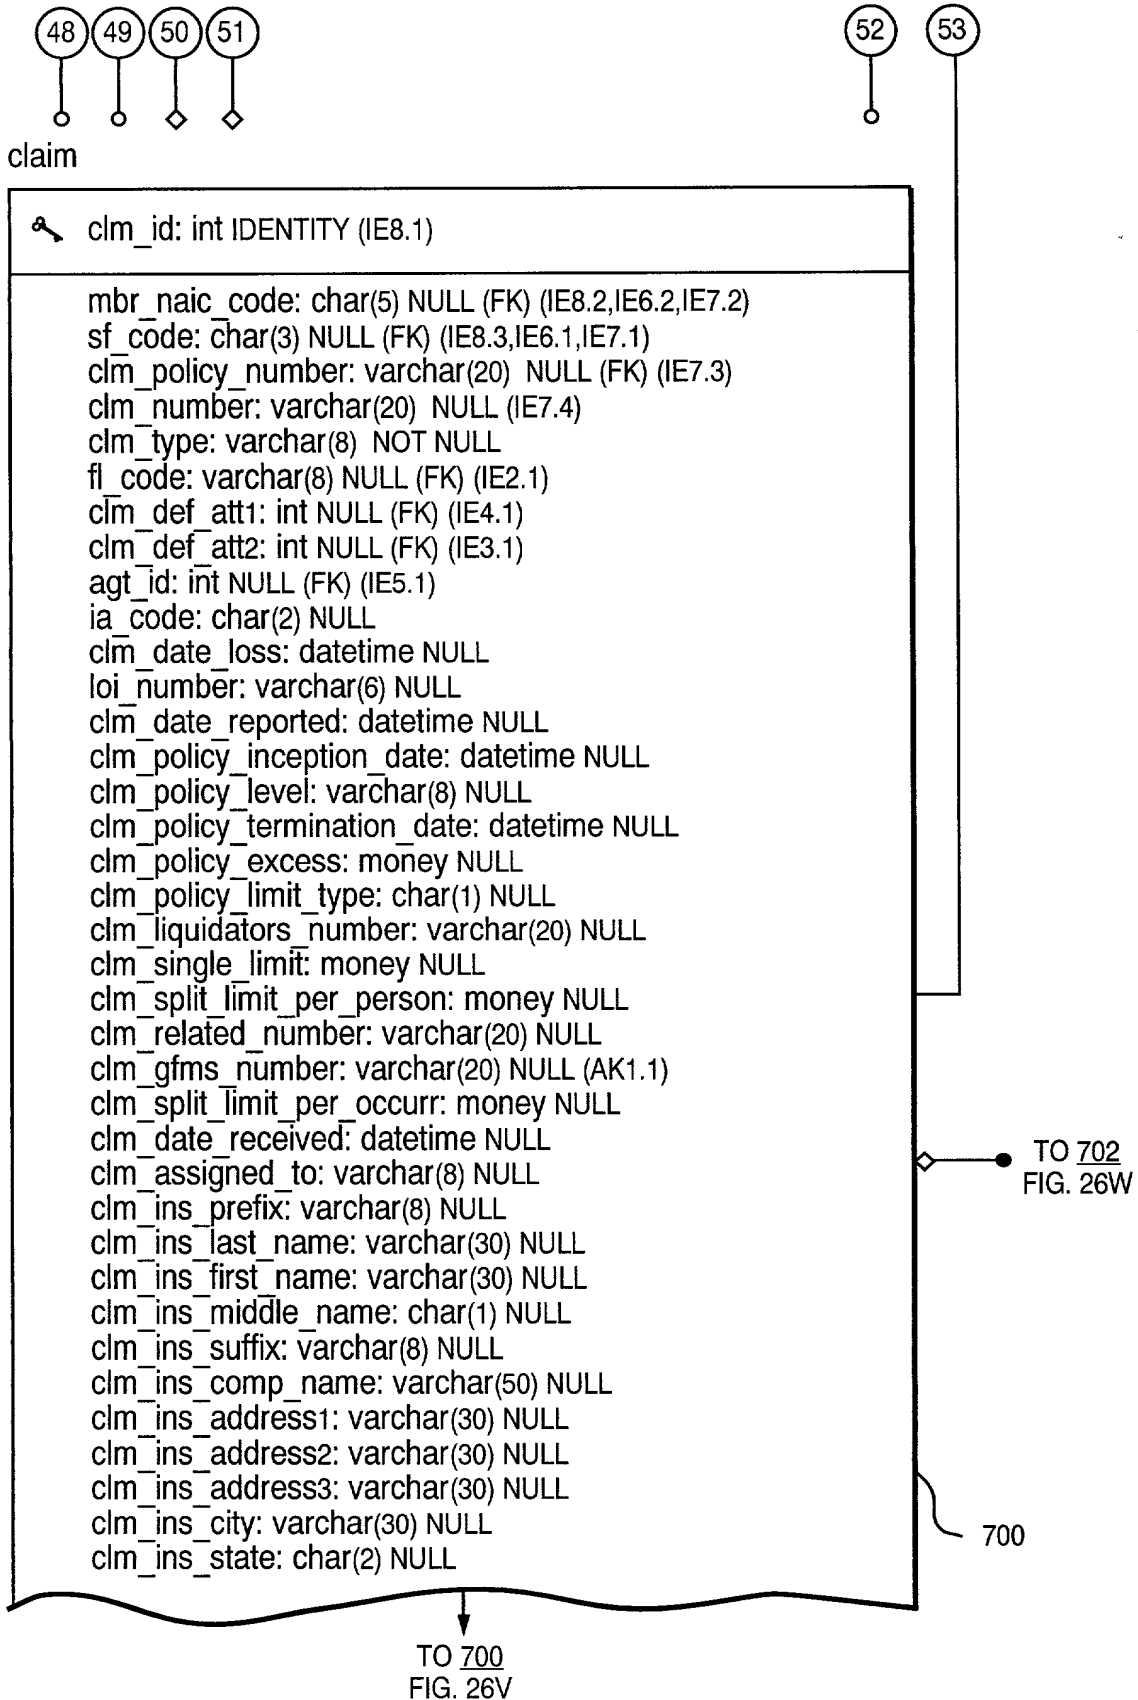 48 49 50 51 52 53
claim
clm_id: int IDENTITY (IE8.1)
mbr_naic_code: char(5) NULL (FK) (IE8.2,IE6.2,IE7.2)
sf_code: char(3) NULL (FK) (IE8.3,IE6.1,IE7.1)
clm_policy_number: varchar(20) NULL (FK) (IE7.3)
clm_number: varchar(20) NULL (IE7.4)
clm_type: varchar(8) NOT NULL
fl_code: varchar(8) NULL (FK) (IE2.1)
clm_def_att1: int NULL (FK) (IE4.1)
clm_def_att2: int NULL (FK) (IE3.1)
agt_id: int NULL (FK) (IE5.1)
ia_code: char(2) NULL
clm_date_loss: datetime NULL
loi_number: varchar(6) NULL
clm_date_reported: datetime NULL
clm_policy_inception_date: datetime NULL
clm_policy_level: varchar(8) NULL
clm_policy_termination_date: datetime NULL
clm_policy_excess: money NULL
clm_policy_limit_type: char(1) NULL
clm_liquidators_number: varchar(20) NULL
clm_single_limit: money NULL
clm_split_limit_per_person: money NULL
clm_related_number: varchar(20) NULL
clm_gfms_number: varchar(20) NULL (AK1.1)
clm_split_limit_per_occurr: money NULL
clm_date_received: datetime NULL
clm_assigned_to: varchar(8) NULL
clm_ins_prefix: varchar(8) NULL
clm_ins_last_name: varchar(30) NULL
clm_ins_first_name: varchar(30) NULL
clm_ins_middle_name: char(1) NULL
clm_ins_suffix: varchar(8) NULL
clm_ins_comp_name: varchar(50) NULL
clm_ins_address1: varchar(30) NULL
clm_ins_address2: varchar(30) NULL
clm_ins_address3: varchar(30) NULL
clm_ins_city: varchar(30) NULL
clm_ins_state: char(2) NULL
TO 702
FIG. 26W
700
TO 700
FIG. 26V